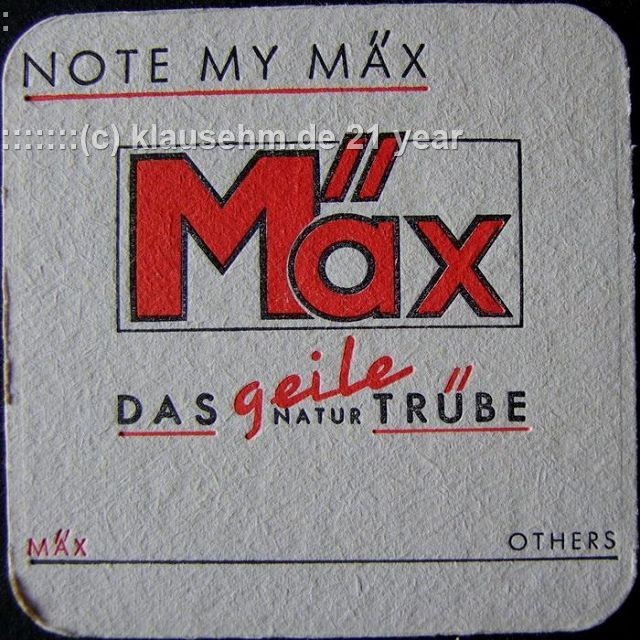 :
NOTE MY MÄX
:::::::(c) klausehm.de 21 year
Mäx
DAS geile NATUR TRÜBE
MÄX OTHERS